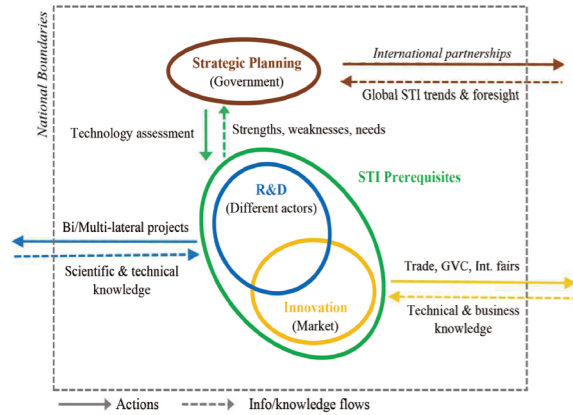 National Boundaries
Strategic Planning
(Government)
International partnerships
Global STI trends & foresight
Technology assessment
Strengths, weaknesses, needs
STI Prerequisites
R&D
(Different actors)
Bi/Multi-lateral projects
Scientific & technical
knowledge
Trade, GVC, Int. fairs
Technical & business
knowledge
Innovation
(Market)
Actions
Info/knowledge flows